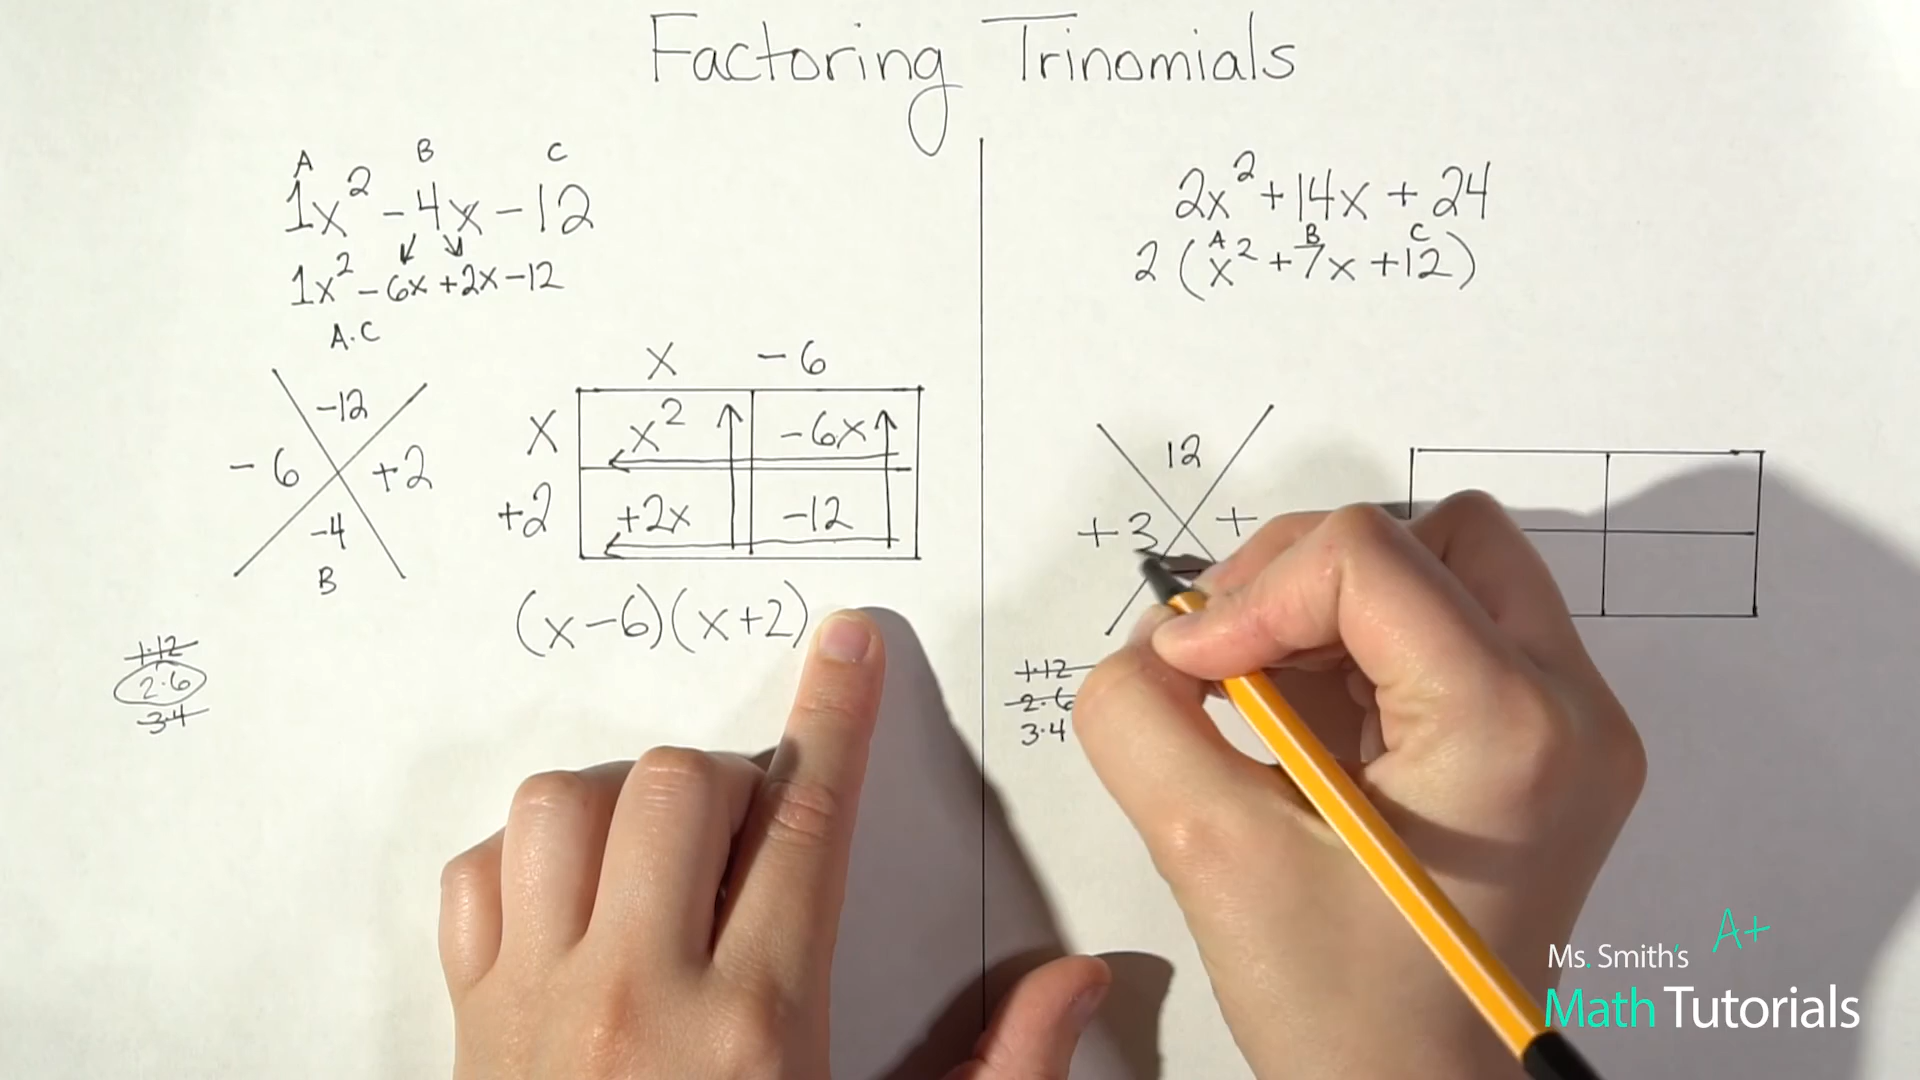 Factoring Trinomials
A B C
1x² - 4x - 12
1x² - 6x + 2x - 12
A·C
-12
-6 +2
-4
B
1·12
2·6
3·4
x -6
x x² -6x
+2 +2x -12
(x-6)(x+2)
2x² + 14x + 24
A B C
2(x² + 7x + 12)
12
+3 +
1·12
2·6
3·4
A+
Ms. Smith's
Math Tutorials